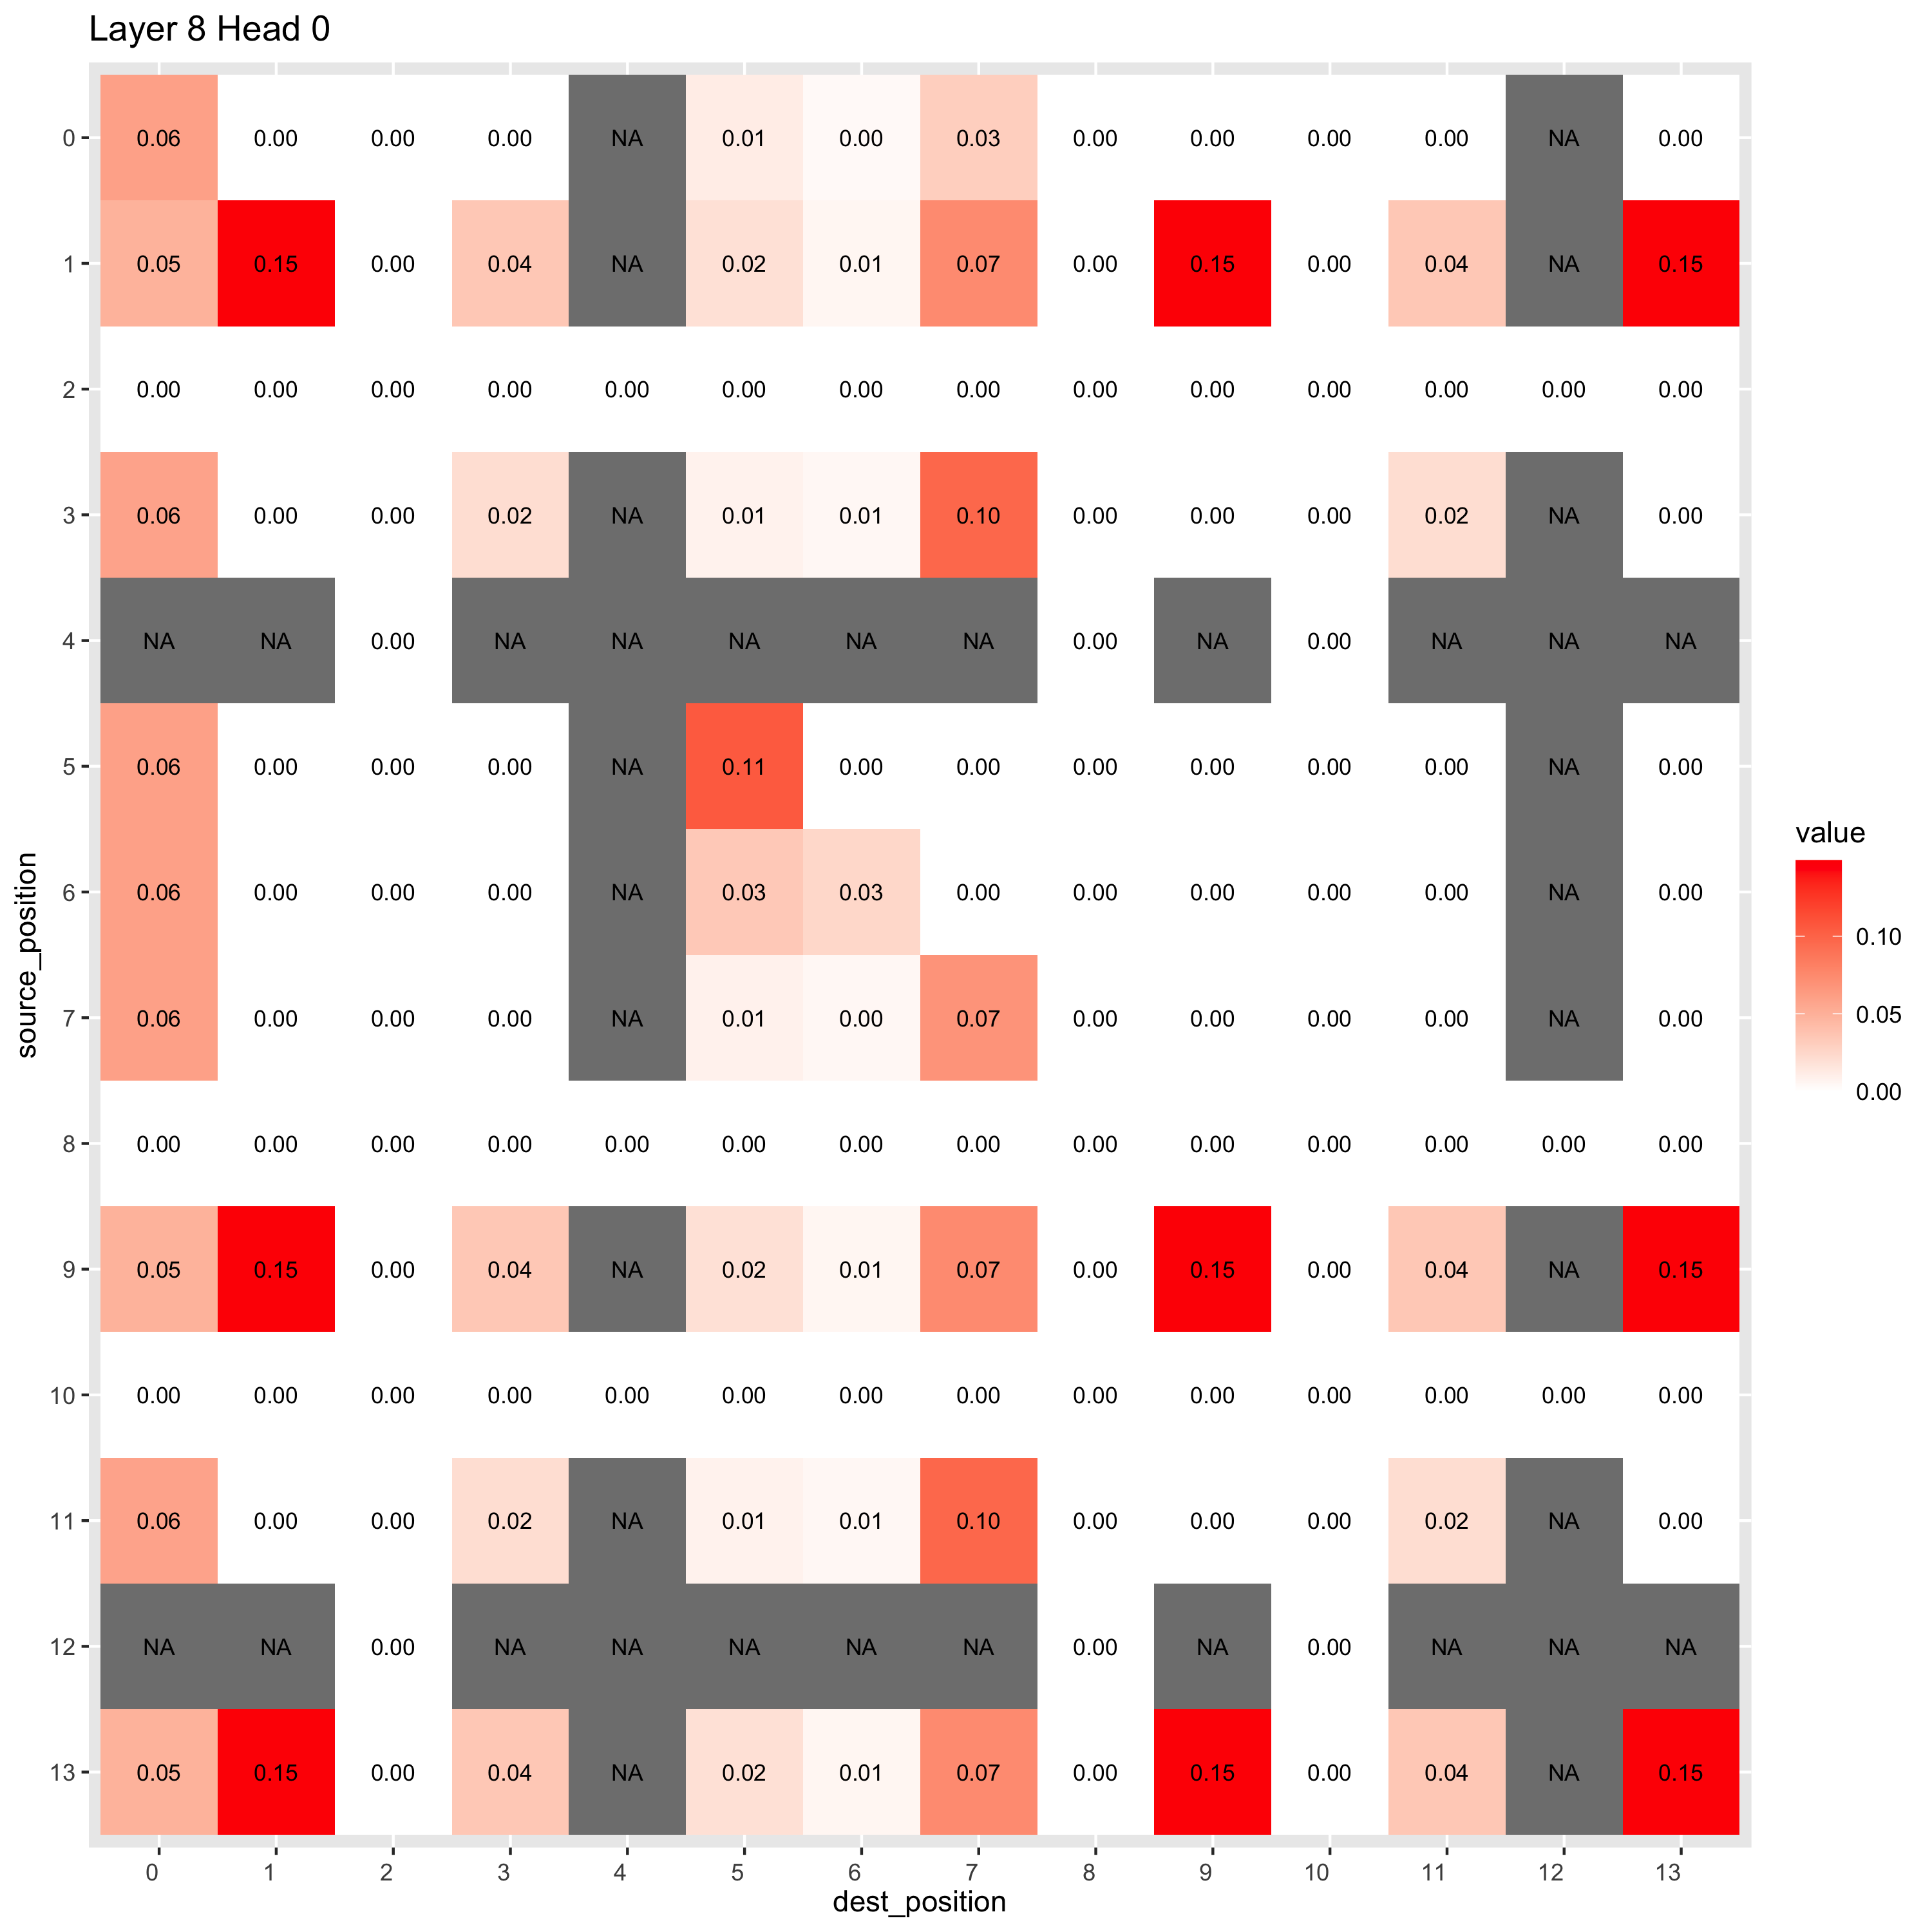 Layer 8 Head 0
0 0.06 0.00 0.00 0.00 NA 0.01 0.00 0.03 0.00 0.00 0.00 0.00 NA 0.00
1 0.05 0.15 0.00 0.04 NA 0.02 0.01 0.07 0.00 0.15 0.00 0.04 NA 0.15
2 0.00 0.00 0.00 0.00 0.00 0.00 0.00 0.00 0.00 0.00 0.00 0.00 0.00 0.00
3 0.06 0.00 0.00 0.02 NA 0.01 0.01 0.10 0.00 0.00 0.00 0.02 NA 0.00
4 NA NA 0.00 NA NA NA NA NA 0.00 NA 0.00 NA NA NA
5 0.06 0.00 0.00 0.00 NA 0.11 0.00 0.00 0.00 0.00 0.00 0.00 NA 0.00
6 0.06 0.00 0.00 0.00 NA 0.03 0.03 0.00 0.00 0.00 0.00 0.00 NA 0.00
7 0.06 0.00 0.00 0.00 NA 0.01 0.00 0.07 0.00 0.00 0.00 0.00 NA 0.00
8 0.00 0.00 0.00 0.00 0.00 0.00 0.00 0.00 0.00 0.00 0.00 0.00 0.00 0.00
9 0.05 0.15 0.00 0.04 NA 0.02 0.01 0.07 0.00 0.15 0.00 0.04 NA 0.15
10 0.00 0.00 0.00 0.00 0.00 0.00 0.00 0.00 0.00 0.00 0.00 0.00 0.00 0.00
11 0.06 0.00 0.00 0.02 NA 0.01 0.01 0.10 0.00 0.00 0.00 0.02 NA 0.00
12 NA NA 0.00 NA NA NA NA NA 0.00 NA 0.00 NA NA NA
13 0.05 0.15 0.00 0.04 NA 0.02 0.01 0.07 0.00 0.15 0.00 0.04 NA 0.15
0 1 2 3 4 5 6 7 8 9 10 11 12 13
dest_position
source_position
value
0.10
0.05
0.00